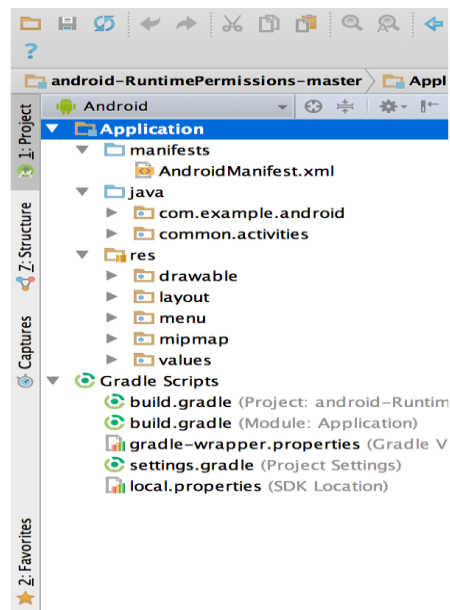 ?
android-RuntimePermissions-master
Appl
Android
1: Project
Application
manifests
AndroidManifest.xml
java
com.example.android
common.activities
7: Structure
res
drawable
layout
menu
Captures
mipmap
values
Gradle Scripts
build.gradle (Project: android-Runtim
build.gradle (Module: Application)
gradle-wrapper.properties (Gradle V
settings.gradle (Project Settings)
local.properties (SDK Location)
2: Favorites